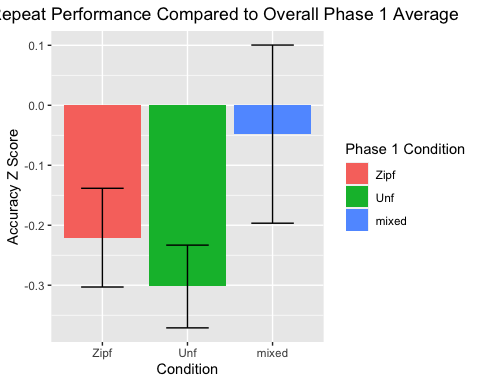 epeat Performance Compared to Overall Phase 1 Average
Accuracy Z Score
0.1
0.0
-0.1
-0.2
-0.3
Zipf
Unf
mixed
Condition
Phase 1 Condition
Zipf
Unf
mixed